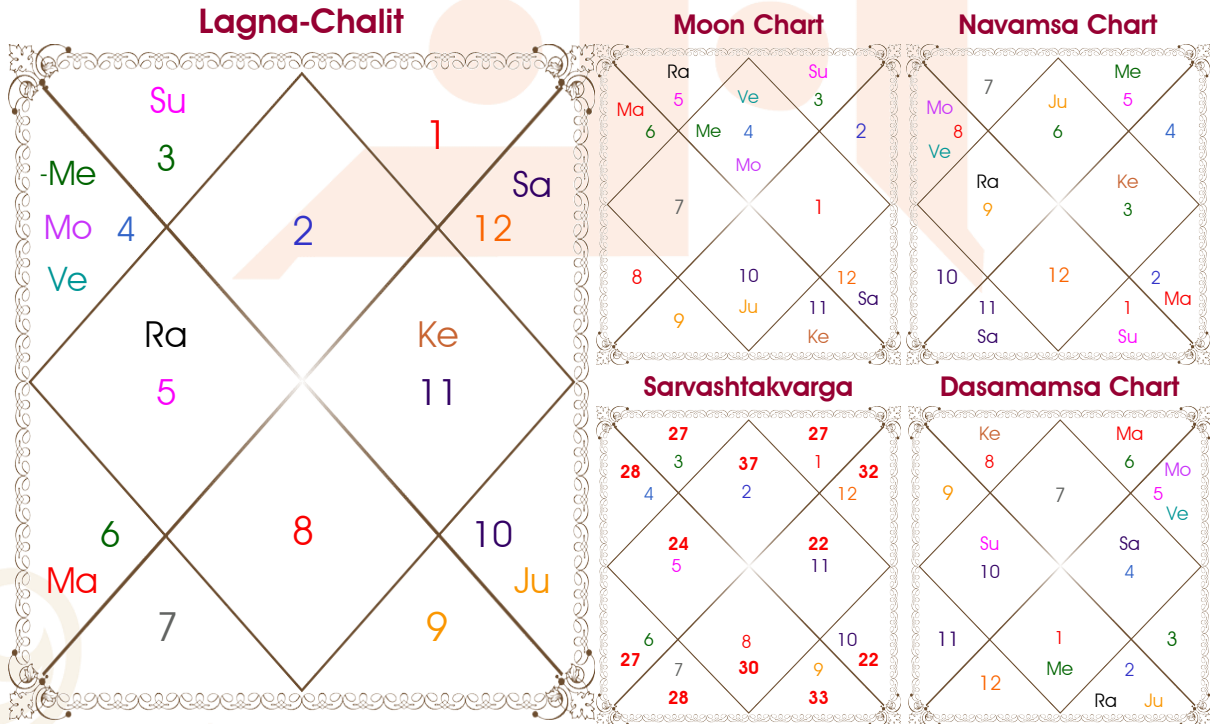 Lagna-Chalit
Su
3
1
-Me
Sa
Mo
4
2
12
Ve
Ra
Ke
5
11
6
8
10
Ma
Ju
7
9
Moon Chart
Ra
Su
5
Ve
3
Ma
6
Me
4
2
Mo
7
1
8
10
12
Ju
11
Sa
9
Ke
Navamsa Chart
7
Me
Ju
5
Mo
8
6
4
Ve
Ra
Ke
9
3
10
12
2
11
1
Ma
Sa
Su
Sarvashtakvarga
27
27
3
37
1
28
32
4
2
12
24
22
5
11
6
8
10
27
7
30
9
22
28
33
Dasamamsa Chart
Ke
Ma
8
6
Mo
9
7
5
Ve
Su
Sa
10
4
11
1
3
Me
2
12
Ra Ju